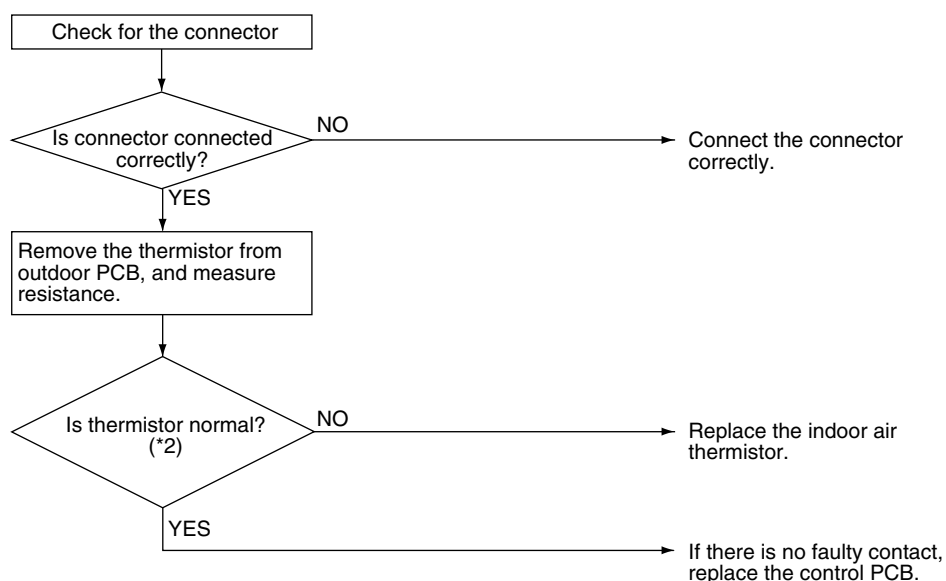 Check for the connector
Is connector connected
correctly?
NO
Connect the connector
correctly.
YES
Remove the thermistor from
outdoor PCB, and measure
resistance.
Is thermistor normal?
(*2)
NO
Replace the indoor air
thermistor.
YES
If there is no faulty contact,
replace the control PCB.